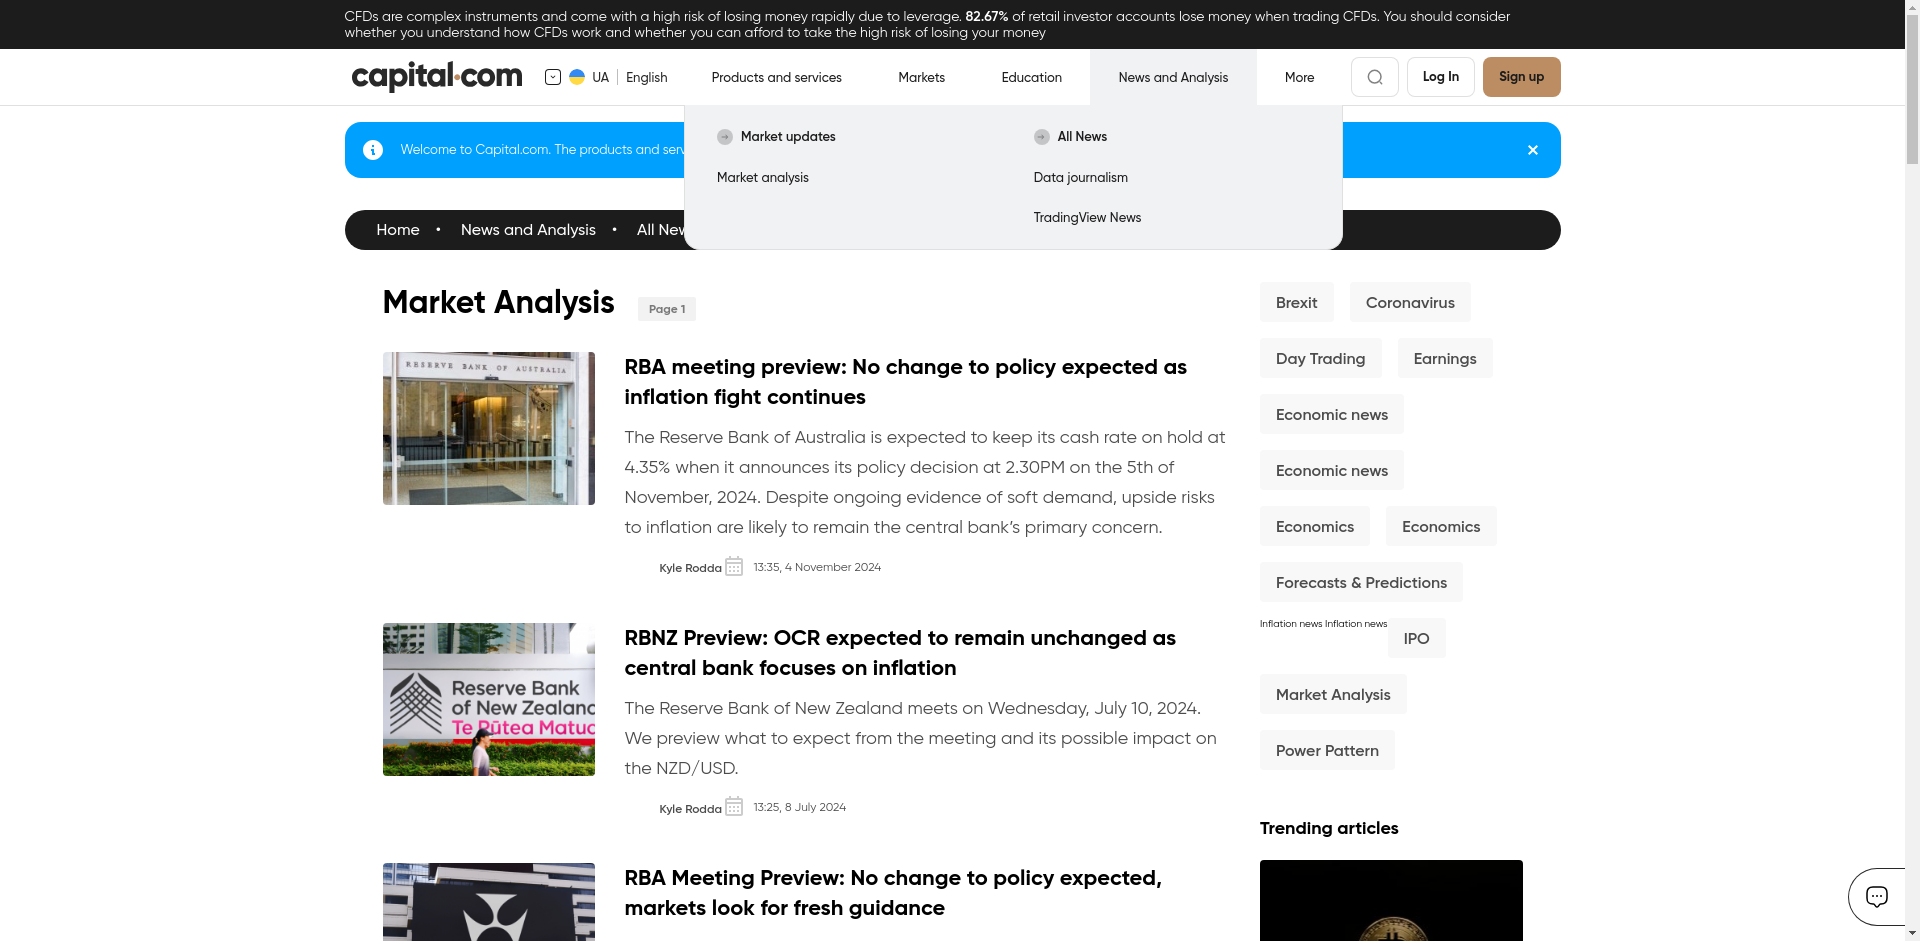 CFDs are complex instruments and come with a high risk of losing money rapidly due to leverage. 82.67% of retail investor accounts lose money when trading CFDs. You should consider
whether you understand how CFDs work and whether you can afford to take the high risk of losing your money
capital.com
UA
English
Products and services
Markets
Education
News and Analysis
More
Log In
Sign up
Market updates
All News
Market analysis
Data journalism
TradingView News
Welcome to Capital.com. The products and serv
Home • News and Analysis • All New
Market Analysis
Page 1
RESERVE BANK OF AUSTRALIA
RBA meeting preview: No change to policy expected as
inflation fight continues
The Reserve Bank of Australia is expected to keep its cash rate on hold at
4.35% when it announces its policy decision at 2.30PM on the 5th of
November, 2024. Despite ongoing evidence of soft demand, upside risks
to inflation are likely to remain the central bank’s primary concern.
Kyle Rodda
13:35, 4 November 2024
Reserve Bank
of New Zealand
Te Pūtea Matua
RBNZ Preview: OCR expected to remain unchanged as
central bank focuses on inflation
The Reserve Bank of New Zealand meets on Wednesday, July 10, 2024.
We preview what to expect from the meeting and its possible impact on
the NZD/USD.
Kyle Rodda
13:25, 8 July 2024
RBA Meeting Preview: No change to policy expected,
markets look for fresh guidance
Brexit
Coronavirus
Day Trading
Earnings
Economic news
Economic news
Economics
Economics
Forecasts & Predictions
Inflation news Inflation news
IPO
Market Analysis
Power Pattern
Trending articles